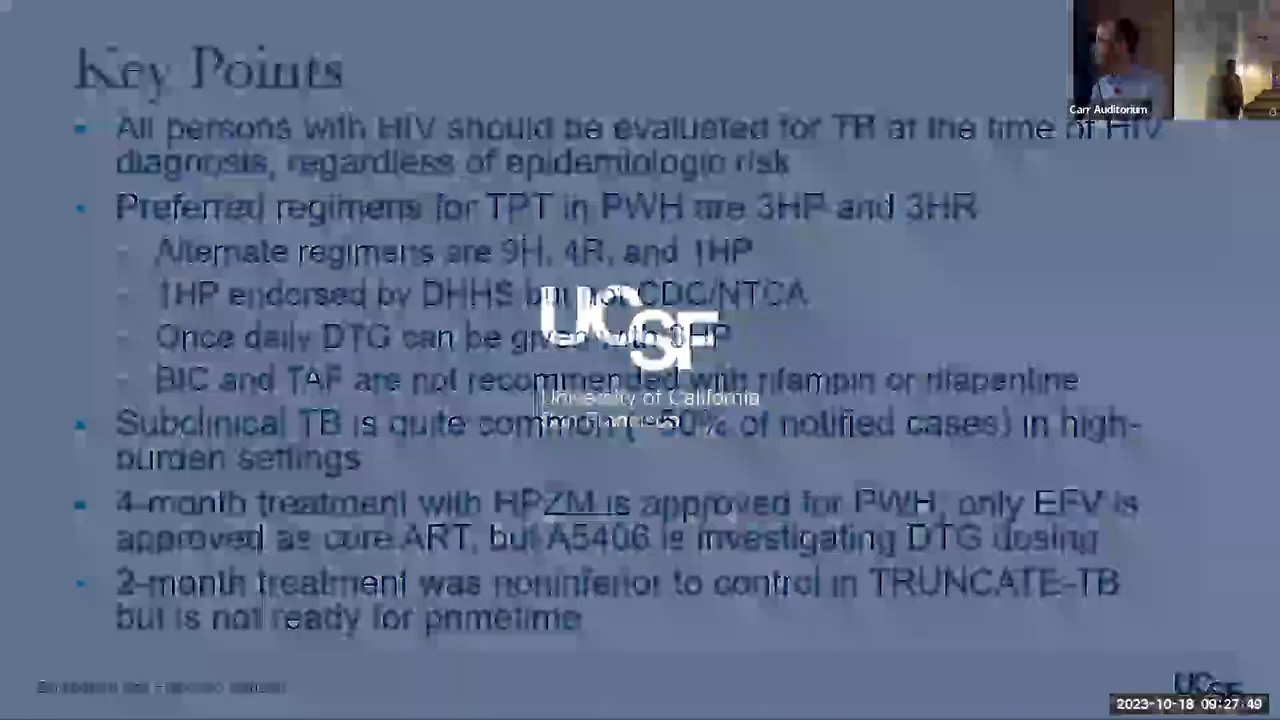 Key Points
Carr Auditorium
All persons with should be evaluated for TB at the time of HIV
diagnosis, regardless of epidemiologic risk
Preferred regimens for TPT in PWH are 3HP and 3HR
Alternate regimens are 9H, 4R, and 1HP
1HP endorsed by DHHS but not CDC/NTCA
Once daily DTG can be given with 3HP
BIC and TAF are not recommended with rifampin or rifapentine
UCSF
University of California
Subclinical TB is quite common (~50% of notified cases) in high-
burden settings
4-month treatment with HPZM is approved for PWH; only EFV is
approved as core ART, but A5406 is investigating DTG dosing
2-month treatment was noninferior to control in TRUNCATE-TB
but is not ready for primetime
UCSF
2023-10-18 09:27:49